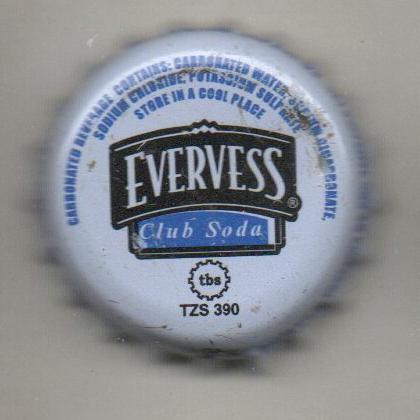 CARBONATED BEVERAGE CONTAINS: CARBONATED WATER, SODIUM BICARBONATE,
SODIUM CHLORIDE, POTASSIUM SULFATE
STORE IN A COOL PLACE
EVERVESS®
Club Soda
tbs
TZS 390